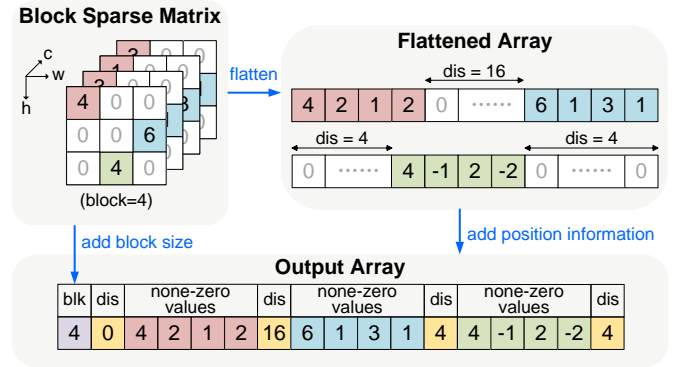 Block Sparse Matrix
c
w
h
4 0 0
0 0 6
0 4 0
(block=4)
flatten
Flattened Array
dis = 16
4 2 1 2 0 ...... 6 1 3 1
dis = 4 dis = 4
0 ...... 4 -1 2 -2 0 ...... 0
add block size
add position information
Output Array
blk dis none-zero values dis none-zero values dis none-zero values dis
4 0 4 2 1 2 16 6 1 3 1 4 4 -1 2 -2 4